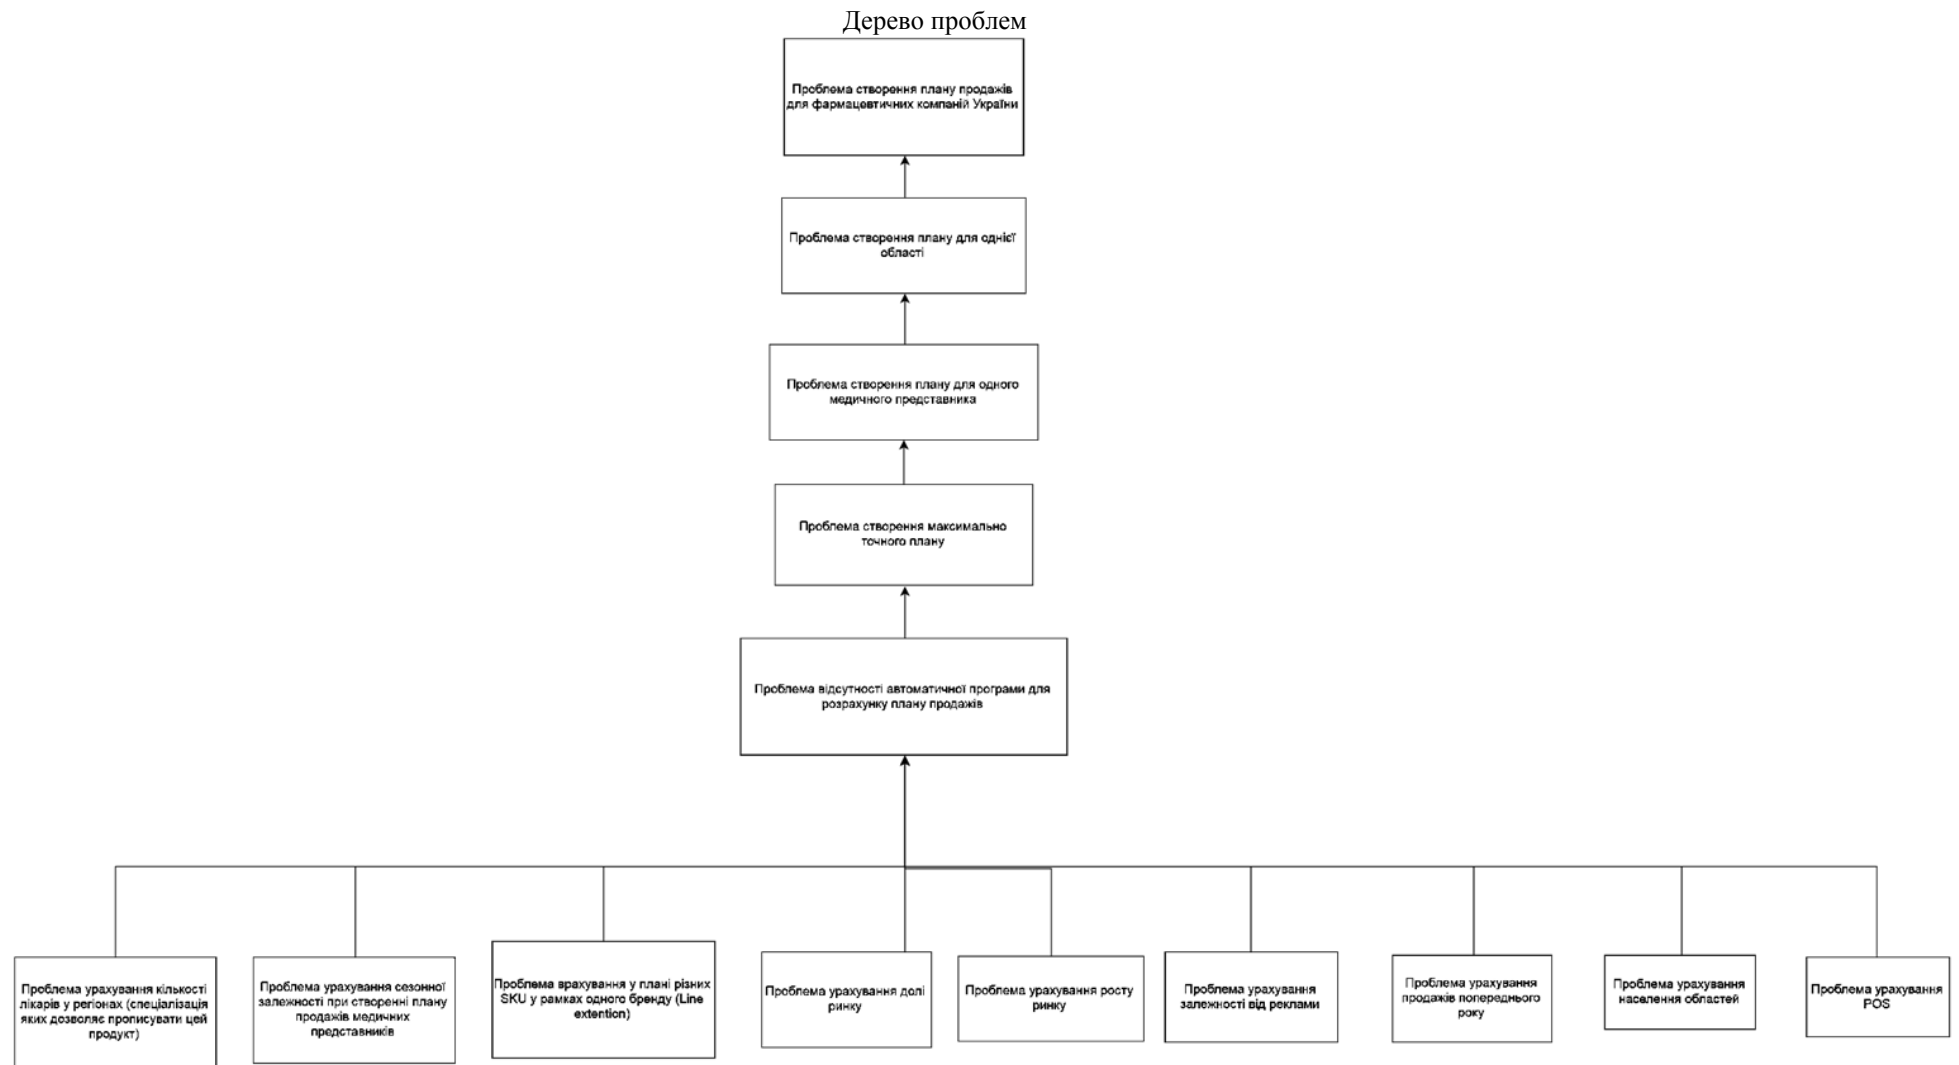 Дерево проблем
Проблема створення плану продажів
для фармацевтичних компаній України
Проблема створення плану для однієї
області
Проблема створення плану для одного
медичного представника
Проблема створення максимально
точного плану
Проблема відсутності автоматичної програми для
розрахунку плану продажів
Проблема урахування кількості
лікарів у регіонах (спеціалізація
яких дозволяє прописувати цей
продукт)
Проблема урахування сезонної
залежності при створенні плану
продажів медичних
представників
Проблема врахування у плані різних
SKU у рамках одного бренду (Line
extention)
Проблема урахування долі
ринку
Проблема урахування росту
ринку
Проблема урахування
залежності від реклами
Проблема урахування
продажів попереднього
року
Проблема урахування
населення областей
Проблема урахування
POS